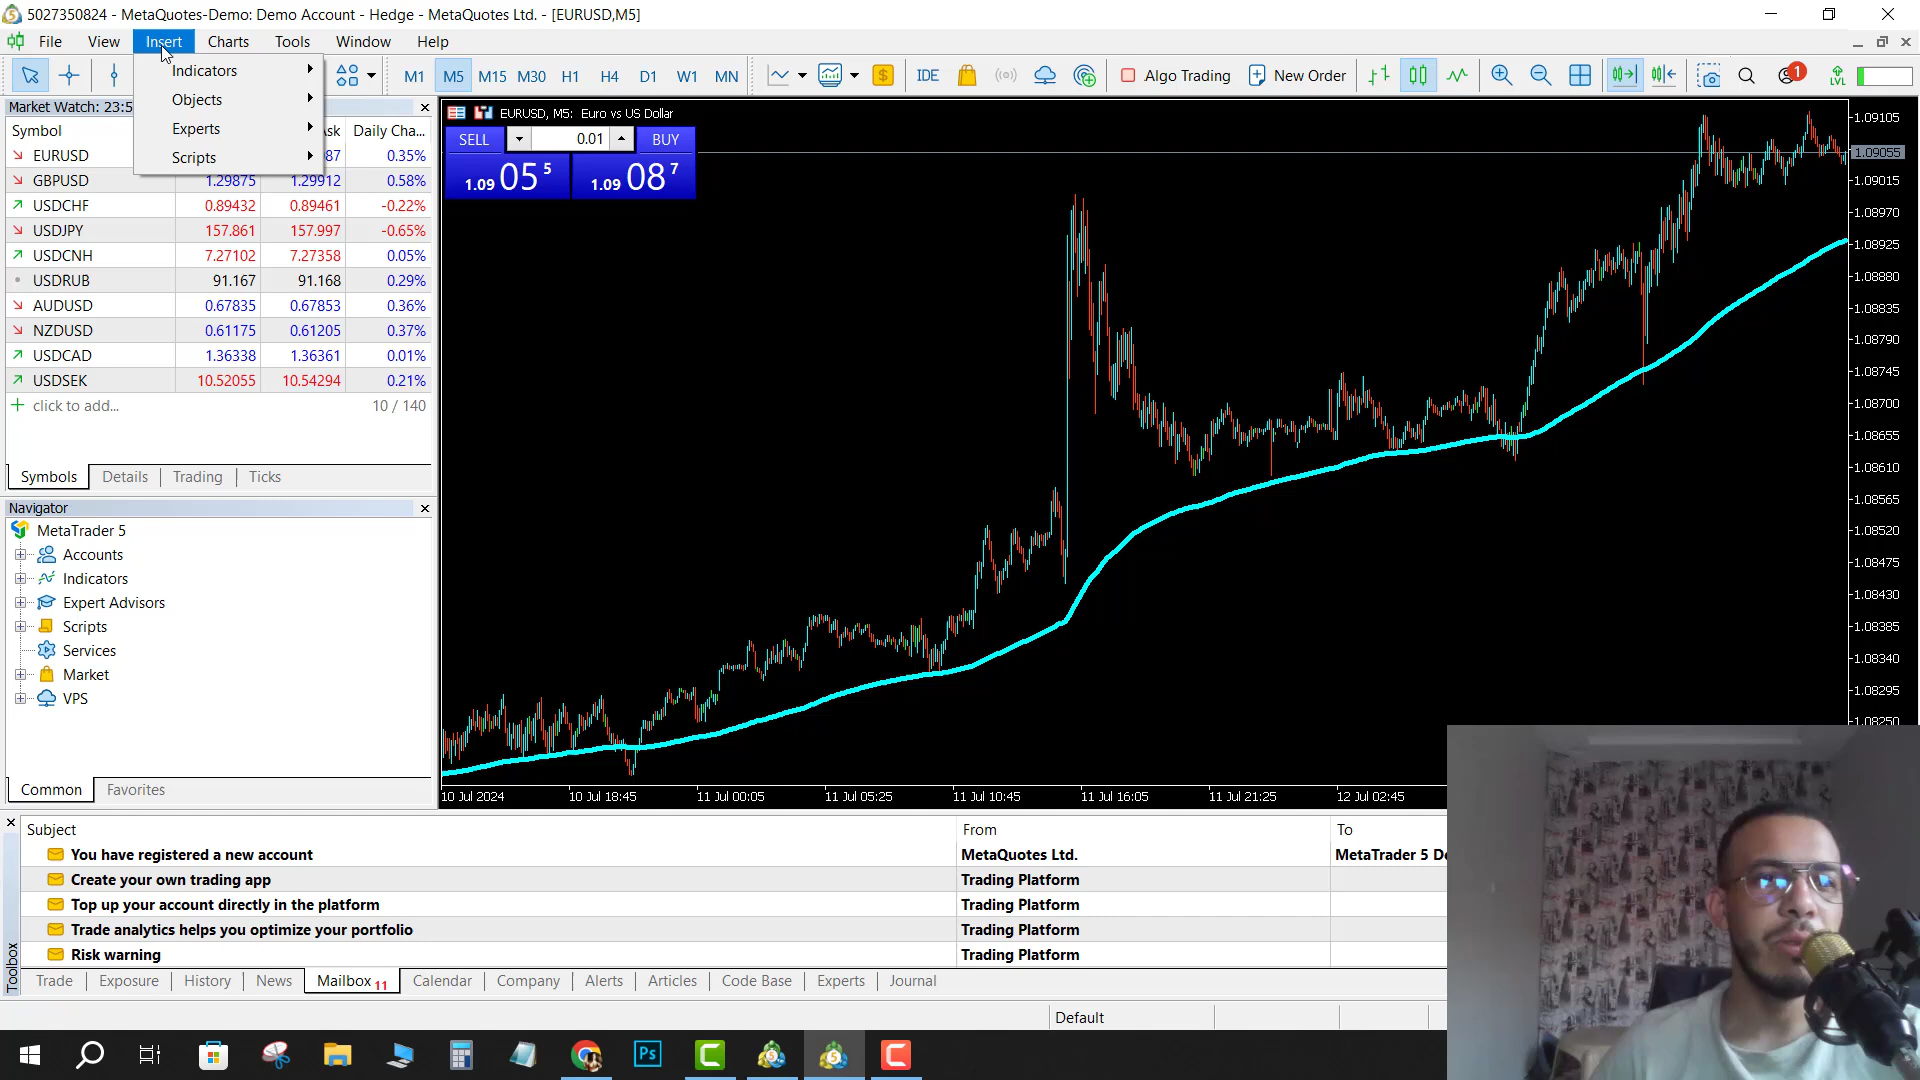 5027350824 - MetaQuotes-Demo: Demo Account - Hedge - MetaQuotes Ltd. - [EURUSD,M5]
File View Insert Charts Tools Window Help
M1 M5 M15 M30 H1 H4 D1 W1 MN $ IDE Algo Trading New Order 1 LVL
Indicators
Objects
Experts
Scripts
Market Watch: 23:5
Symbol Ask Daily Cha...
EURUSD 87 0.35%
GBPUSD 1.29875 1.29912 0.58%
USDCHF 0.89432 0.89461 -0.22%
USDJPY 157.861 157.997 -0.65%
USDCNH 7.27102 7.27358 0.05%
USDRUB 91.167 91.168 0.29%
AUDUSD 0.67835 0.67853 0.36%
NZDUSD 0.61175 0.61205 0.37%
USDCAD 1.36338 1.36361 0.01%
USDSEK 10.52055 10.54294 0.21%
click to add... 10 / 140
Symbols Details Trading Ticks
Navigator
MetaTrader 5
Accounts
Indicators
Expert Advisors
Scripts
Services
Market
VPS
Common Favorites
EURUSD, M5: Euro vs US Dollar
SELL 0.01 BUY
1.09 05 5 1.09 08 7
1.09105
1.09055
1.09015
1.08970
1.08925
1.08880
1.08835
1.08790
1.08745
1.08700
1.08655
1.08610
1.08565
1.08520
1.08475
1.08430
1.08385
1.08340
1.08295
1.08250
10 Jul 2024 10 Jul 18:45 11 Jul 00:05 11 Jul 05:25 11 Jul 10:45 11 Jul 16:05 11 Jul 21:25 12 Jul 02:45
Subject From To
You have registered a new account MetaQuotes Ltd. MetaTrader 5 De
Create your own trading app Trading Platform
Top up your account directly in the platform Trading Platform
Trade analytics helps you optimize your portfolio Trading Platform
Risk warning Trading Platform
Toolbox
Trade Exposure History News Mailbox 11 Calendar Company Alerts Articles Code Base Experts Journal
Default
Ps